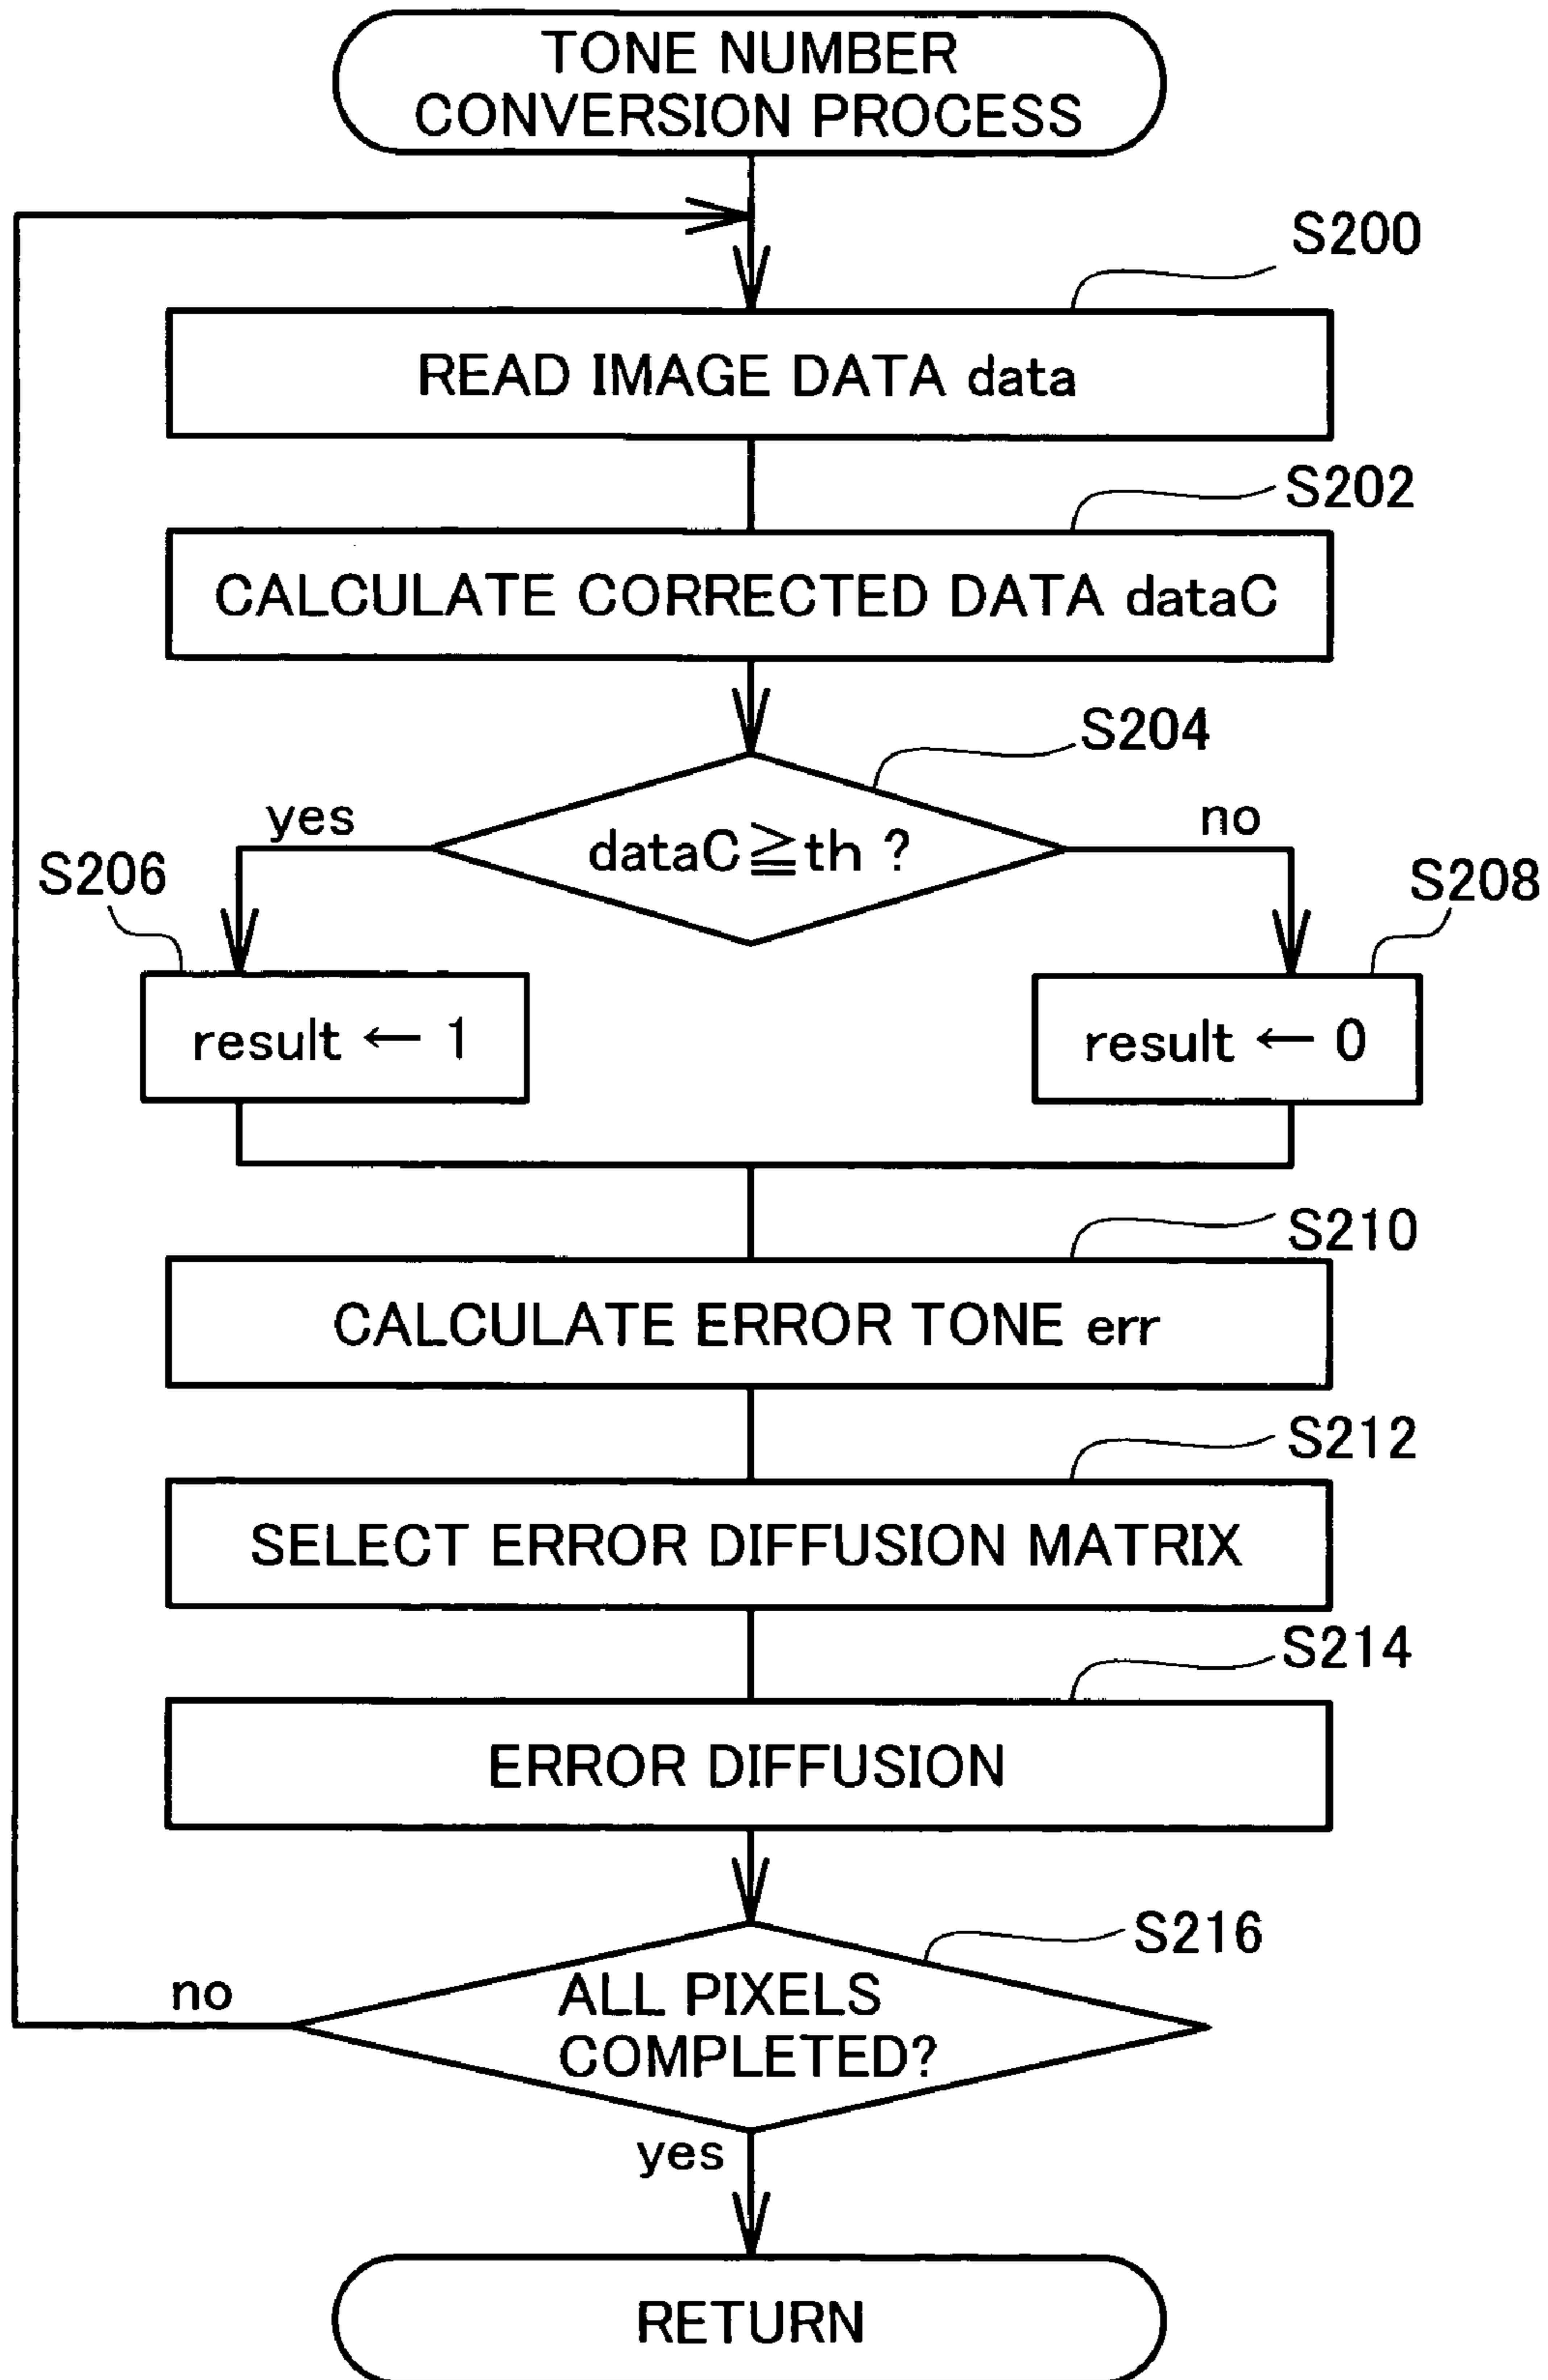 TONE NUMBER
CONVERSION PROCESS
S200
READ IMAGE DATA data
S202
CALCULATE CORRECTED DATA dataC
S204
yes
dataC≧th ?
no
S206
S208
result ← 1
result ← 0
S210
CALCULATE ERROR TONE err
S212
SELECT ERROR DIFFUSION MATRIX
S214
ERROR DIFFUSION
S216
no
ALL PIXELS
COMPLETED?
yes
RETURN